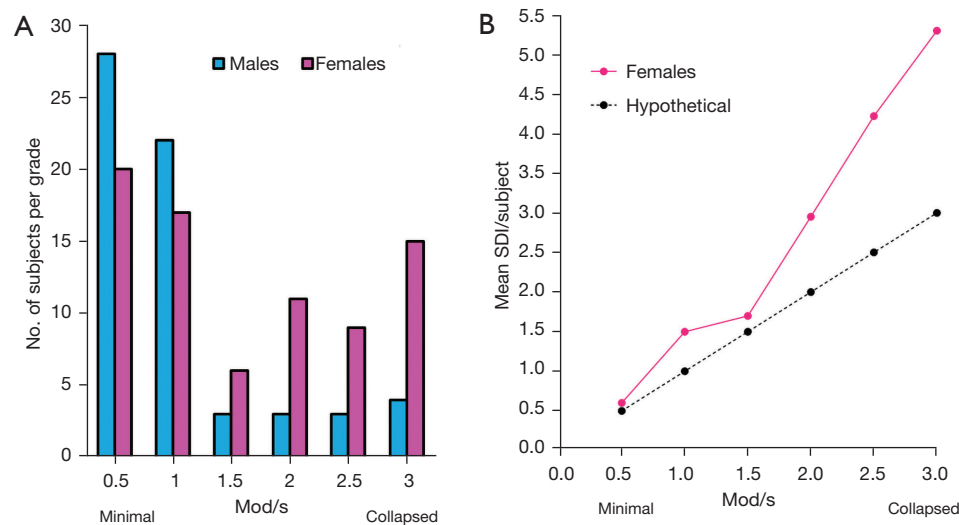 A
No. of subjects per grade
30
25
20
15
10
5
0
Males Females
0.5 1 1.5 2 2.5 3
Mod/s
Minimal Collapsed
B
Mean SDI/subject
5.5
5.0
4.5
4.0
3.5
3.0
2.5
2.0
1.5
1.0
0.5
0.0
Females
Hypothetical
0.0 0.5 1.0 1.5 2.0 2.5 3.0
Mod/s
Minimal Collapsed